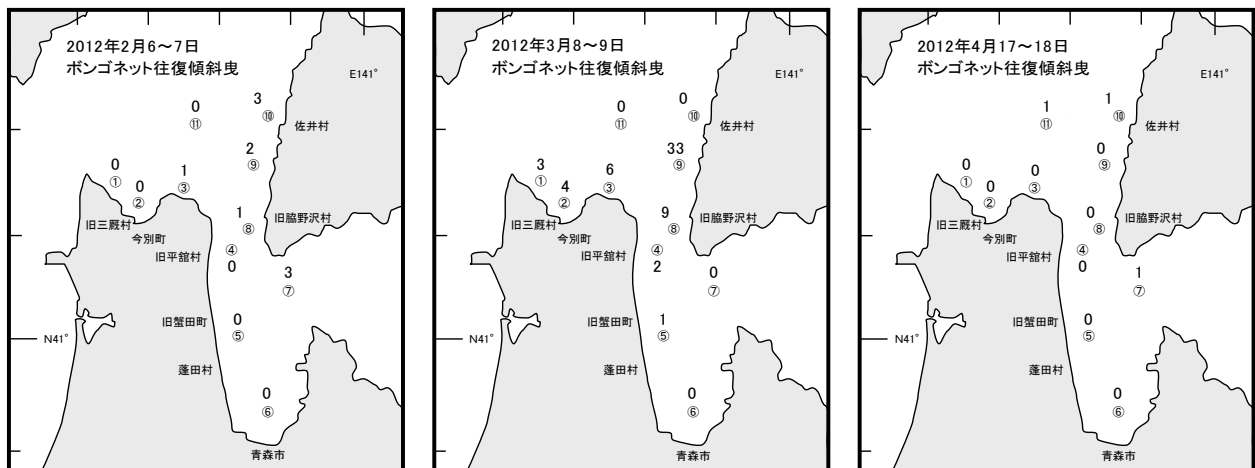 2012年2月6～7日
ボンゴネット往復傾斜曳
E141°
3
0
⑩
⑪
佐井村
2
⑨
0
1
①
0
③
②
1
旧脇野沢村
旧三厩村
⑧
今別町
④
旧平舘村
0
3
⑦
0
旧蟹田町
⑤
N41°
蓬田村
0
⑥
青森市
2012年3月8～9日
ボンゴネット往復傾斜曳
E141°
0
0
⑩
⑪
佐井村
33
⑨
3
6
①
4
③
②
9
旧脇野沢村
旧三厩村
⑧
今別町
④
旧平舘村
2
0
⑦
1
旧蟹田町
⑤
N41°
蓬田村
0
⑥
青森市
2012年4月17～18日
ボンゴネット往復傾斜曳
E141°
1
1
⑩
⑪
佐井村
0
⑨
0
0
①
0
③
②
0
旧脇野沢村
旧三厩村
⑧
今別町
④
旧平舘村
0
1
⑦
0
旧蟹田町
⑤
N41°
蓬田村
0
⑥
青森市